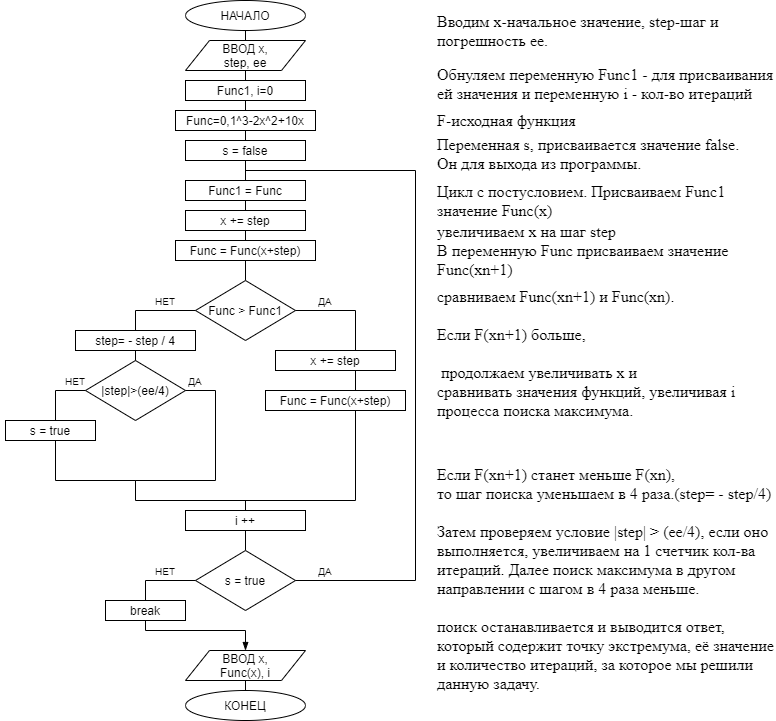 НАЧАЛО
ВВОД x,
step, ee
Func1, i=0
Func=0,1^3-2x^2+10x
s = false
Func1 = Func
x += step
Func = Func(x+step)
НЕТ
ДА
Func > Func1
step= - step / 4
x += step
НЕТ
ДА
|step|>(ee/4)
Func = Func(x+step)
s = true
i ++
НЕТ
ДА
s = true
break
ВВОД x,
Func(x), i
КОНЕЦ
Вводим x-начальное значение, step-шаг и
погрешность ee.
Обнуляем переменную Func1 - для присваивания
ей значения и переменную i - кол-во итераций
F-исходная функция
Переменная s, присваивается значение false.
Он для выхода из программы.
Цикл с постусловием. Присваиваем Func1
значение Func(x)
увеличиваем x на шаг step
В переменную Func присваиваем значение
Func(xn+1)
сравниваем Func(xn+1) и Func(xn).
Если F(xn+1) больше,
продолжаем увеличивать x и
сравнивать значения функций, увеличивая i
процесса поиска максимума.
Если F(xn+1) станет меньше F(xn),
то шаг поиска уменьшаем в 4 раза.(step= - step/4)
Затем проверяем условие |step| > (ee/4), если оно
выполняется, увеличиваем на 1 счетчик кол-ва
итераций. Далее поиск максимума в другом
направлении с шагом в 4 раза меньше.
поиск останавливается и выводится ответ,
который содержит точку экстремума, её значение
и количество итераций, за которое мы решили
данную задачу.